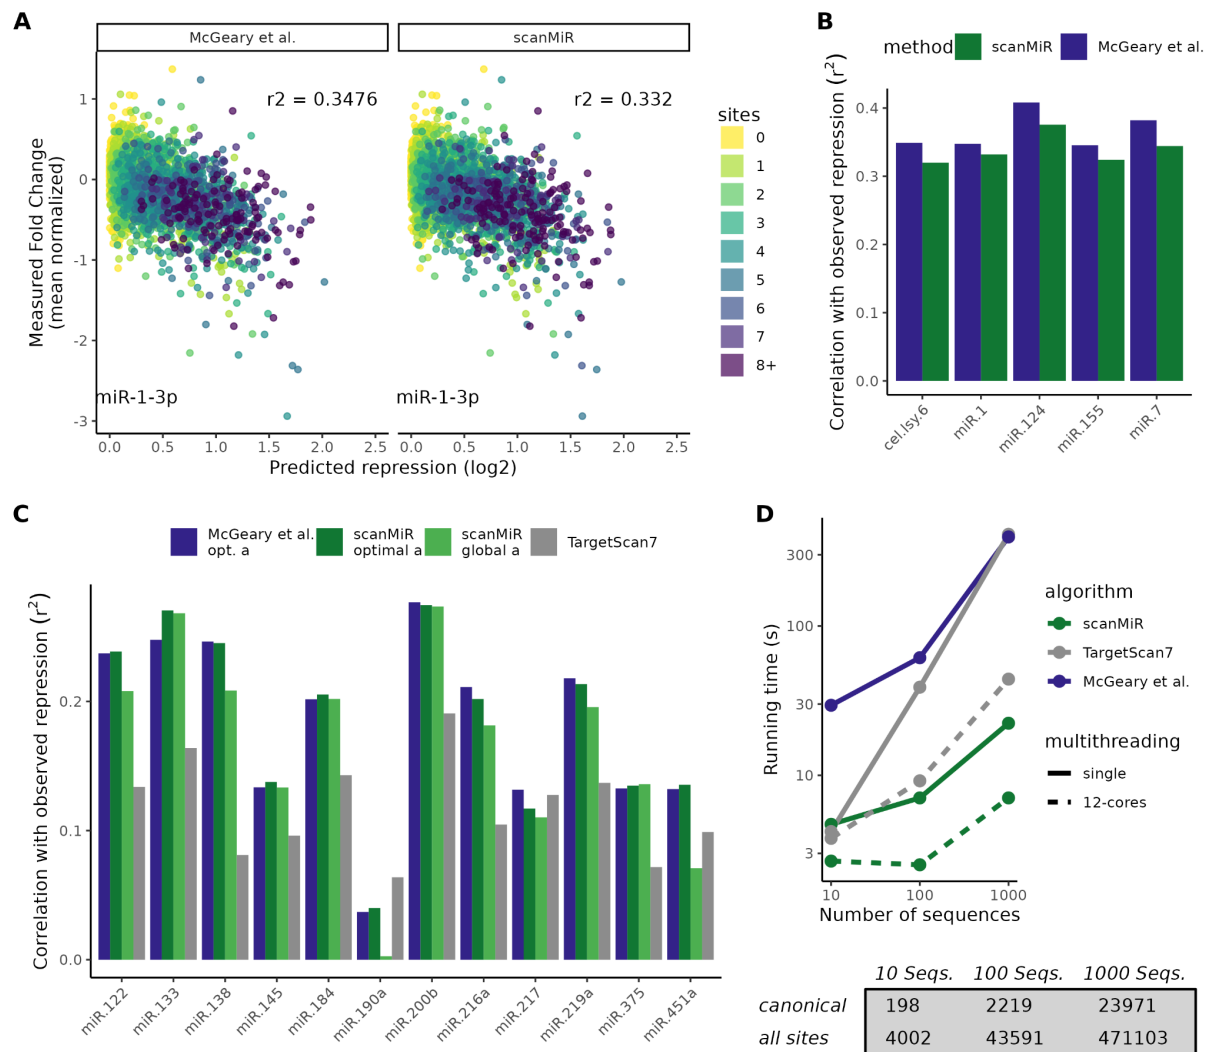 A
McGeary et al.
scanMiR
r2 = 0.3476
r2 = 0.332
miR-1-3p
miR-1-3p
Measured Fold Change
(mean normalized)
1
0
-1
-2
-3
0.0 0.5 1.0 1.5 2.0 2.5
0.0 0.5 1.0 1.5 2.0 2.5
Predicted repression (log2)
sites
0
1
2
3
4
5
6
7
8+
B
method scanMiR McGeary et al.
Correlation with observed repression (r²)
0.4
0.3
0.2
0.1
0.0
cel.lsy.6
miR.1
miR.124
miR.155
miR.7
C
McGeary et al.
opt. a
scanMiR
optimal a
scanMiR
global a
TargetScan7
Correlation with observed repression (r²)
0.2
0.1
0.0
miR.122
miR.133
miR.138
miR.145
miR.184
miR.190a
miR.200b
miR.216a
miR.217
miR.219a
miR.375
miR.451a
D
Running time (s)
300
100
30
10
3
10 100 1000
Number of sequences
algorithm
scanMiR
TargetScan7
McGeary et al.
multithreading
single
12-cores
10 Seqs. 100 Seqs. 1000 Seqs.
canonical 198 2219 23971
all sites 4002 43591 471103